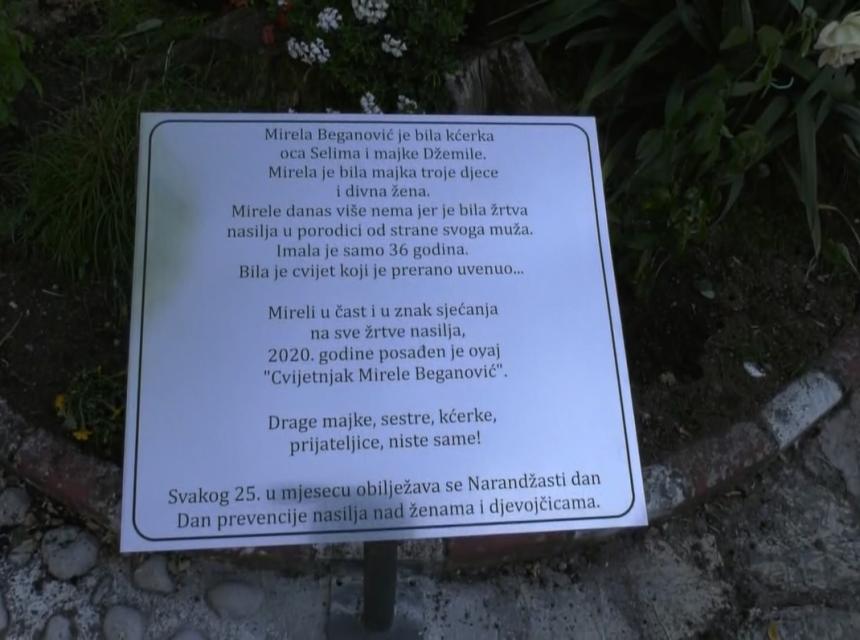 Mirela Beganović je bila kćerka
oca Selima i majke Džemile.
Mirela je bila majka troje djece
i divna žena.
Mirele danas više nema jer je bila žrtva
nasilja u porodici od strane svoga muža.
Imala je samo 36 godina.
Bila je cvijet koji je prerano uvenuo...
Mireli u čast i u znak sjećanja
na sve žrtve nasilja,
2020. godine posađen je ovaj
"Cvijetnjak Mirele Beganović".
Drage majke, sestre, kćerke,
prijateljice, niste same!
Svakog 25. u mjesecu obilježava se Narandžasti dan
Dan prevencije nasilja nad ženama i djevojčicama.